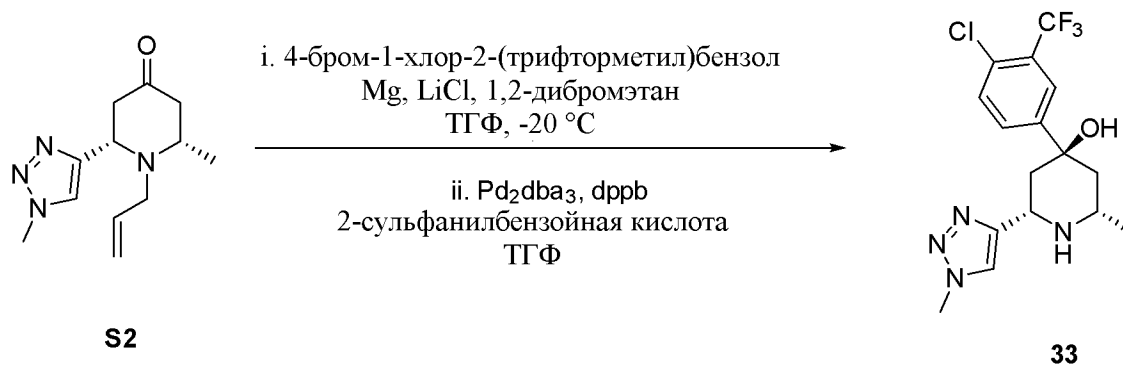 i. 4-бром-1-хлор-2-(трифторметил)бензол
Mg, LiCl, 1,2-дибромэтан
ТГФ, -20 °C
ii. Pd2dba3, dppb
2-сульфанилбензойная кислота
ТГФ
O
N
N
N
N
S2
Cl
CF3
OH
N
N
N
N
H
33